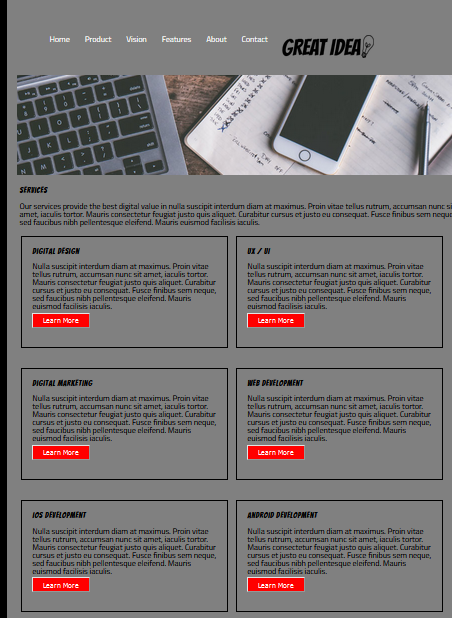 Home Product Vision Features About Contact
GREAT IDEA
SERVICES
Our services provide the best digital value in nulla suscipit interdum diam at maximus. Proin vitae tellus rutrum, accumsan nunc
amet, iaculis tortor. Mauris consectetur feugiat justo quis aliquet. Curabitur cursus et justo eu consequat. Fusce finibus sem
sed faucibus nibh pellentesque eleifend. Mauris euismod facilisis iaculis.
DIGITAL DESIGN
Nulla suscipit interdum diam at maximus. Proin vitae
tellus rutrum, accumsan nunc sit amet, iaculis tortor.
Mauris consectetur feugiat justo quis aliquet. Curabitur
cursus et justo eu consequat. Fusce finibus sem neque,
sed faucibus nibh pellentesque eleifend. Mauris
euismod facilisis iaculis.
Learn More
UX / UI
Nulla suscipit interdum diam at maximus. Proin vitae
tellus rutrum, accumsan nunc sit amet, iaculis tortor.
Mauris consectetur feugiat justo quis aliquet. Curabitur
cursus et justo eu consequat. Fusce finibus sem neque,
sed faucibus nibh pellentesque eleifend. Mauris
euismod facilisis iaculis.
Learn More
DIGITAL MARKETING
Nulla suscipit interdum diam at maximus. Proin vitae
tellus rutrum, accumsan nunc sit amet, iaculis tortor.
Mauris consectetur feugiat justo quis aliquet. Curabitur
cursus et justo eu consequat. Fusce finibus sem neque,
sed faucibus nibh pellentesque eleifend. Mauris
euismod facilisis iaculis.
Learn More
WEB DEVELOPMENT
Nulla suscipit interdum diam at maximus. Proin vitae
tellus rutrum, accumsan nunc sit amet, iaculis tortor.
Mauris consectetur feugiat justo quis aliquet. Curabitur
cursus et justo eu consequat. Fusce finibus sem neque,
sed faucibus nibh pellentesque eleifend. Mauris
euismod facilisis iaculis.
Learn More
IOS DEVELOPMENT
Nulla suscipit interdum diam at maximus. Proin vitae
tellus rutrum, accumsan nunc sit amet, iaculis tortor.
Mauris consectetur feugiat justo quis aliquet. Curabitur
cursus et justo eu consequat. Fusce finibus sem neque,
sed faucibus nibh pellentesque eleifend. Mauris
euismod facilisis iaculis.
Learn More
ANDROID DEVELOPMENT
Nulla suscipit interdum diam at maximus. Proin vitae
tellus rutrum, accumsan nunc sit amet, iaculis tortor.
Mauris consectetur feugiat justo quis aliquet. Curabitur
cursus et justo eu consequat. Fusce finibus sem neque,
sed faucibus nibh pellentesque eleifend. Mauris
euismod facilisis iaculis.
Learn More